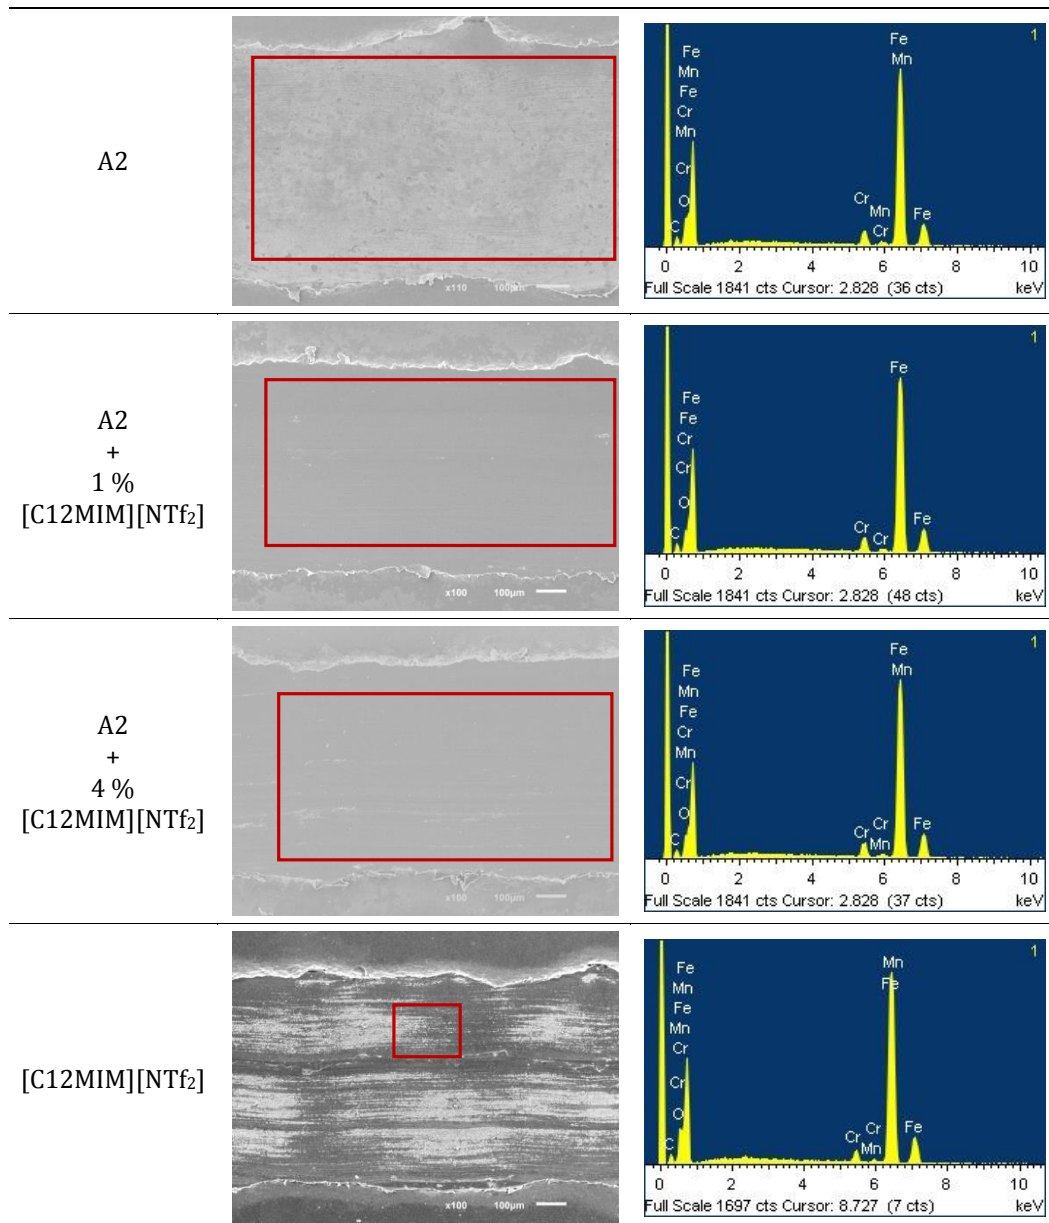 A2
x110 100µm
1
Fe
Mn
Fe
Mn
Fe
Cr
Mn
Cr
O
C
Cr
Mn
Cr
Fe
0 2 4 6 8 10
Full Scale 1841 cts Cursor: 2.828 (36 cts) keV
A2
+
1 %
[C12MIM][NTf₂]
x100 100µm
1
Fe
Fe
Fe
Cr
Cr
O
C
Cr
Cr
Fe
0 2 4 6 8 10
Full Scale 1841 cts Cursor: 2.828 (48 cts) keV
A2
+
4 %
[C12MIM][NTf₂]
x100 100µm
1
Fe
Mn
Fe
Mn
Fe
Cr
Mn
Cr
O
C
Cr
Cr
Mn
Fe
0 2 4 6 8 10
Full Scale 1841 cts Cursor: 2.828 (37 cts) keV
[C12MIM][NTf₂]
x100 100µm
1
Mn
Fe
Fe
Mn
Fe
Mn
Cr
Cr
O
C
Cr
Cr
Mn
Fe
0 2 4 6 8 10
Full Scale 1697 cts Cursor: 8.727 (7 cts) keV